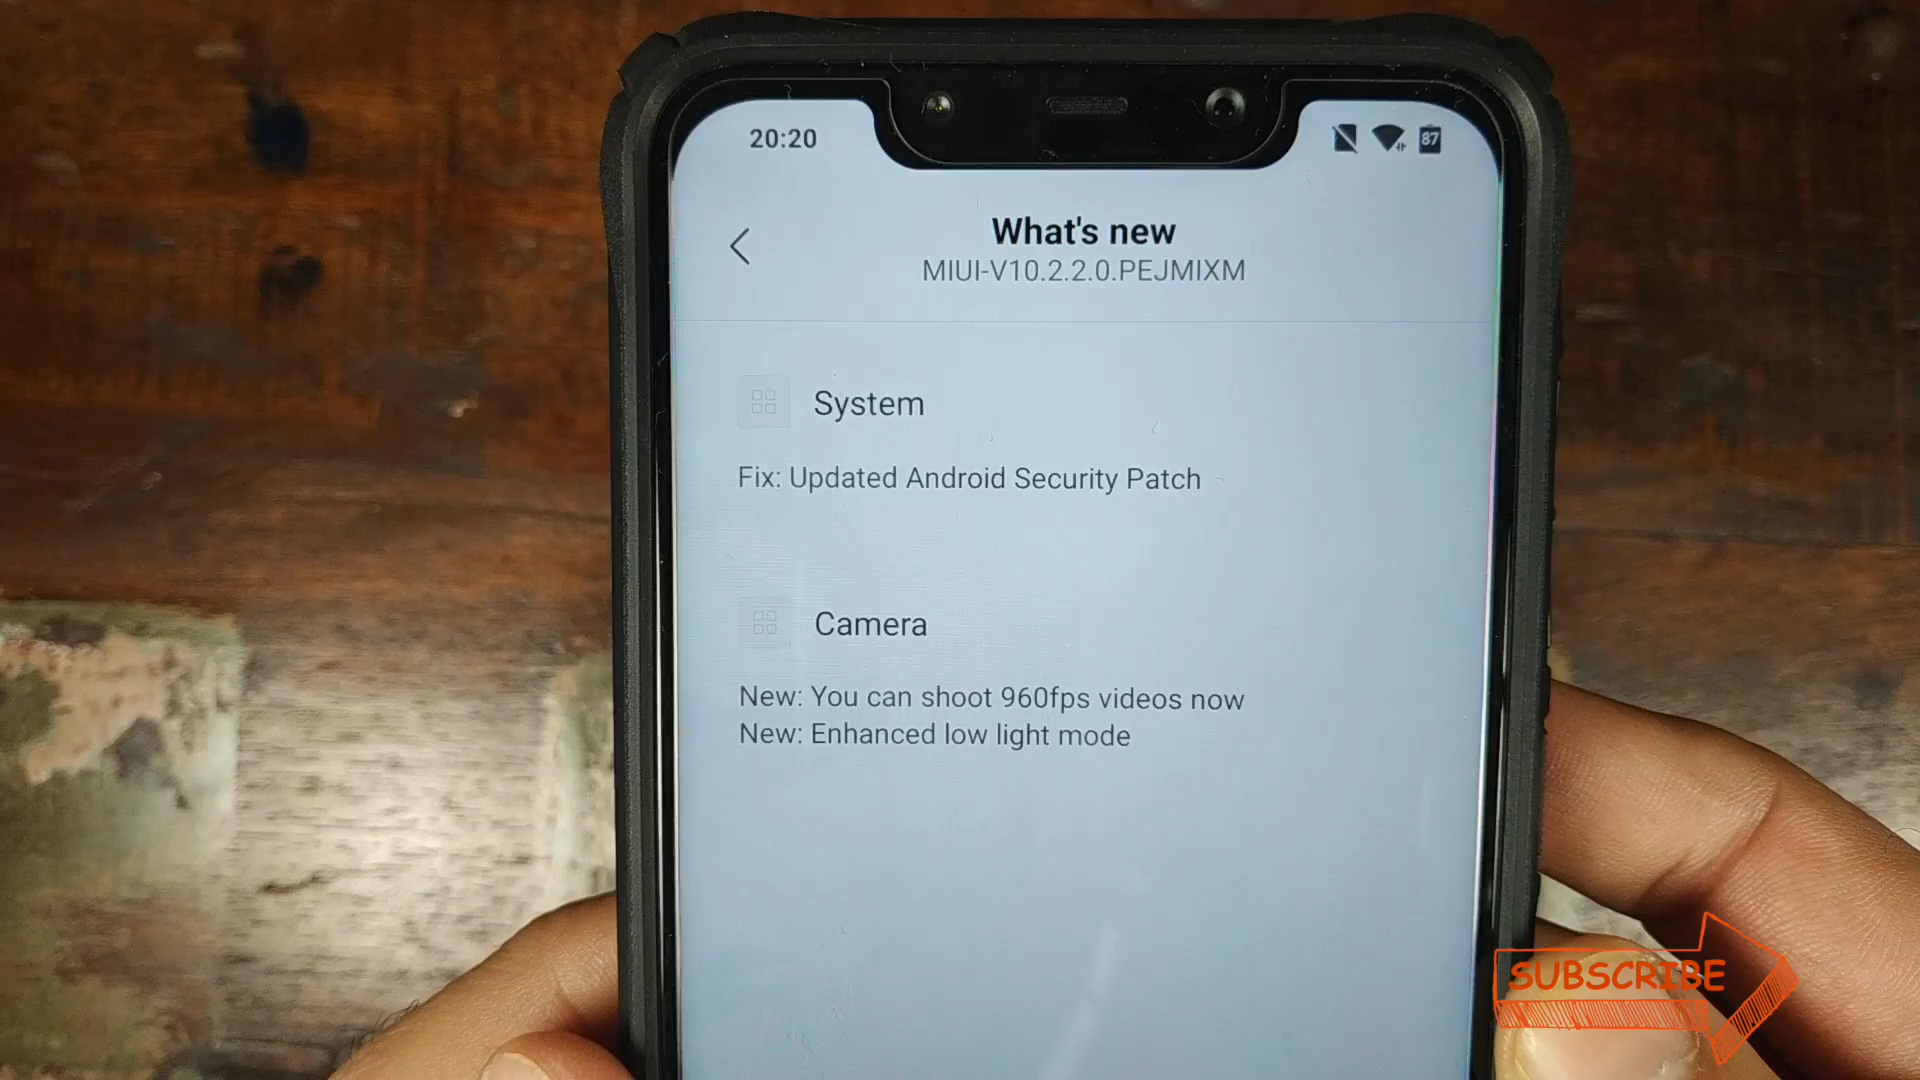 20:20
87
What's new
MIUI-V10.2.2.0.PEJMIXM
System
Fix: Updated Android Security Patch
Camera
New: You can shoot 960fps videos now
New: Enhanced low light mode
SUBSCRIBE